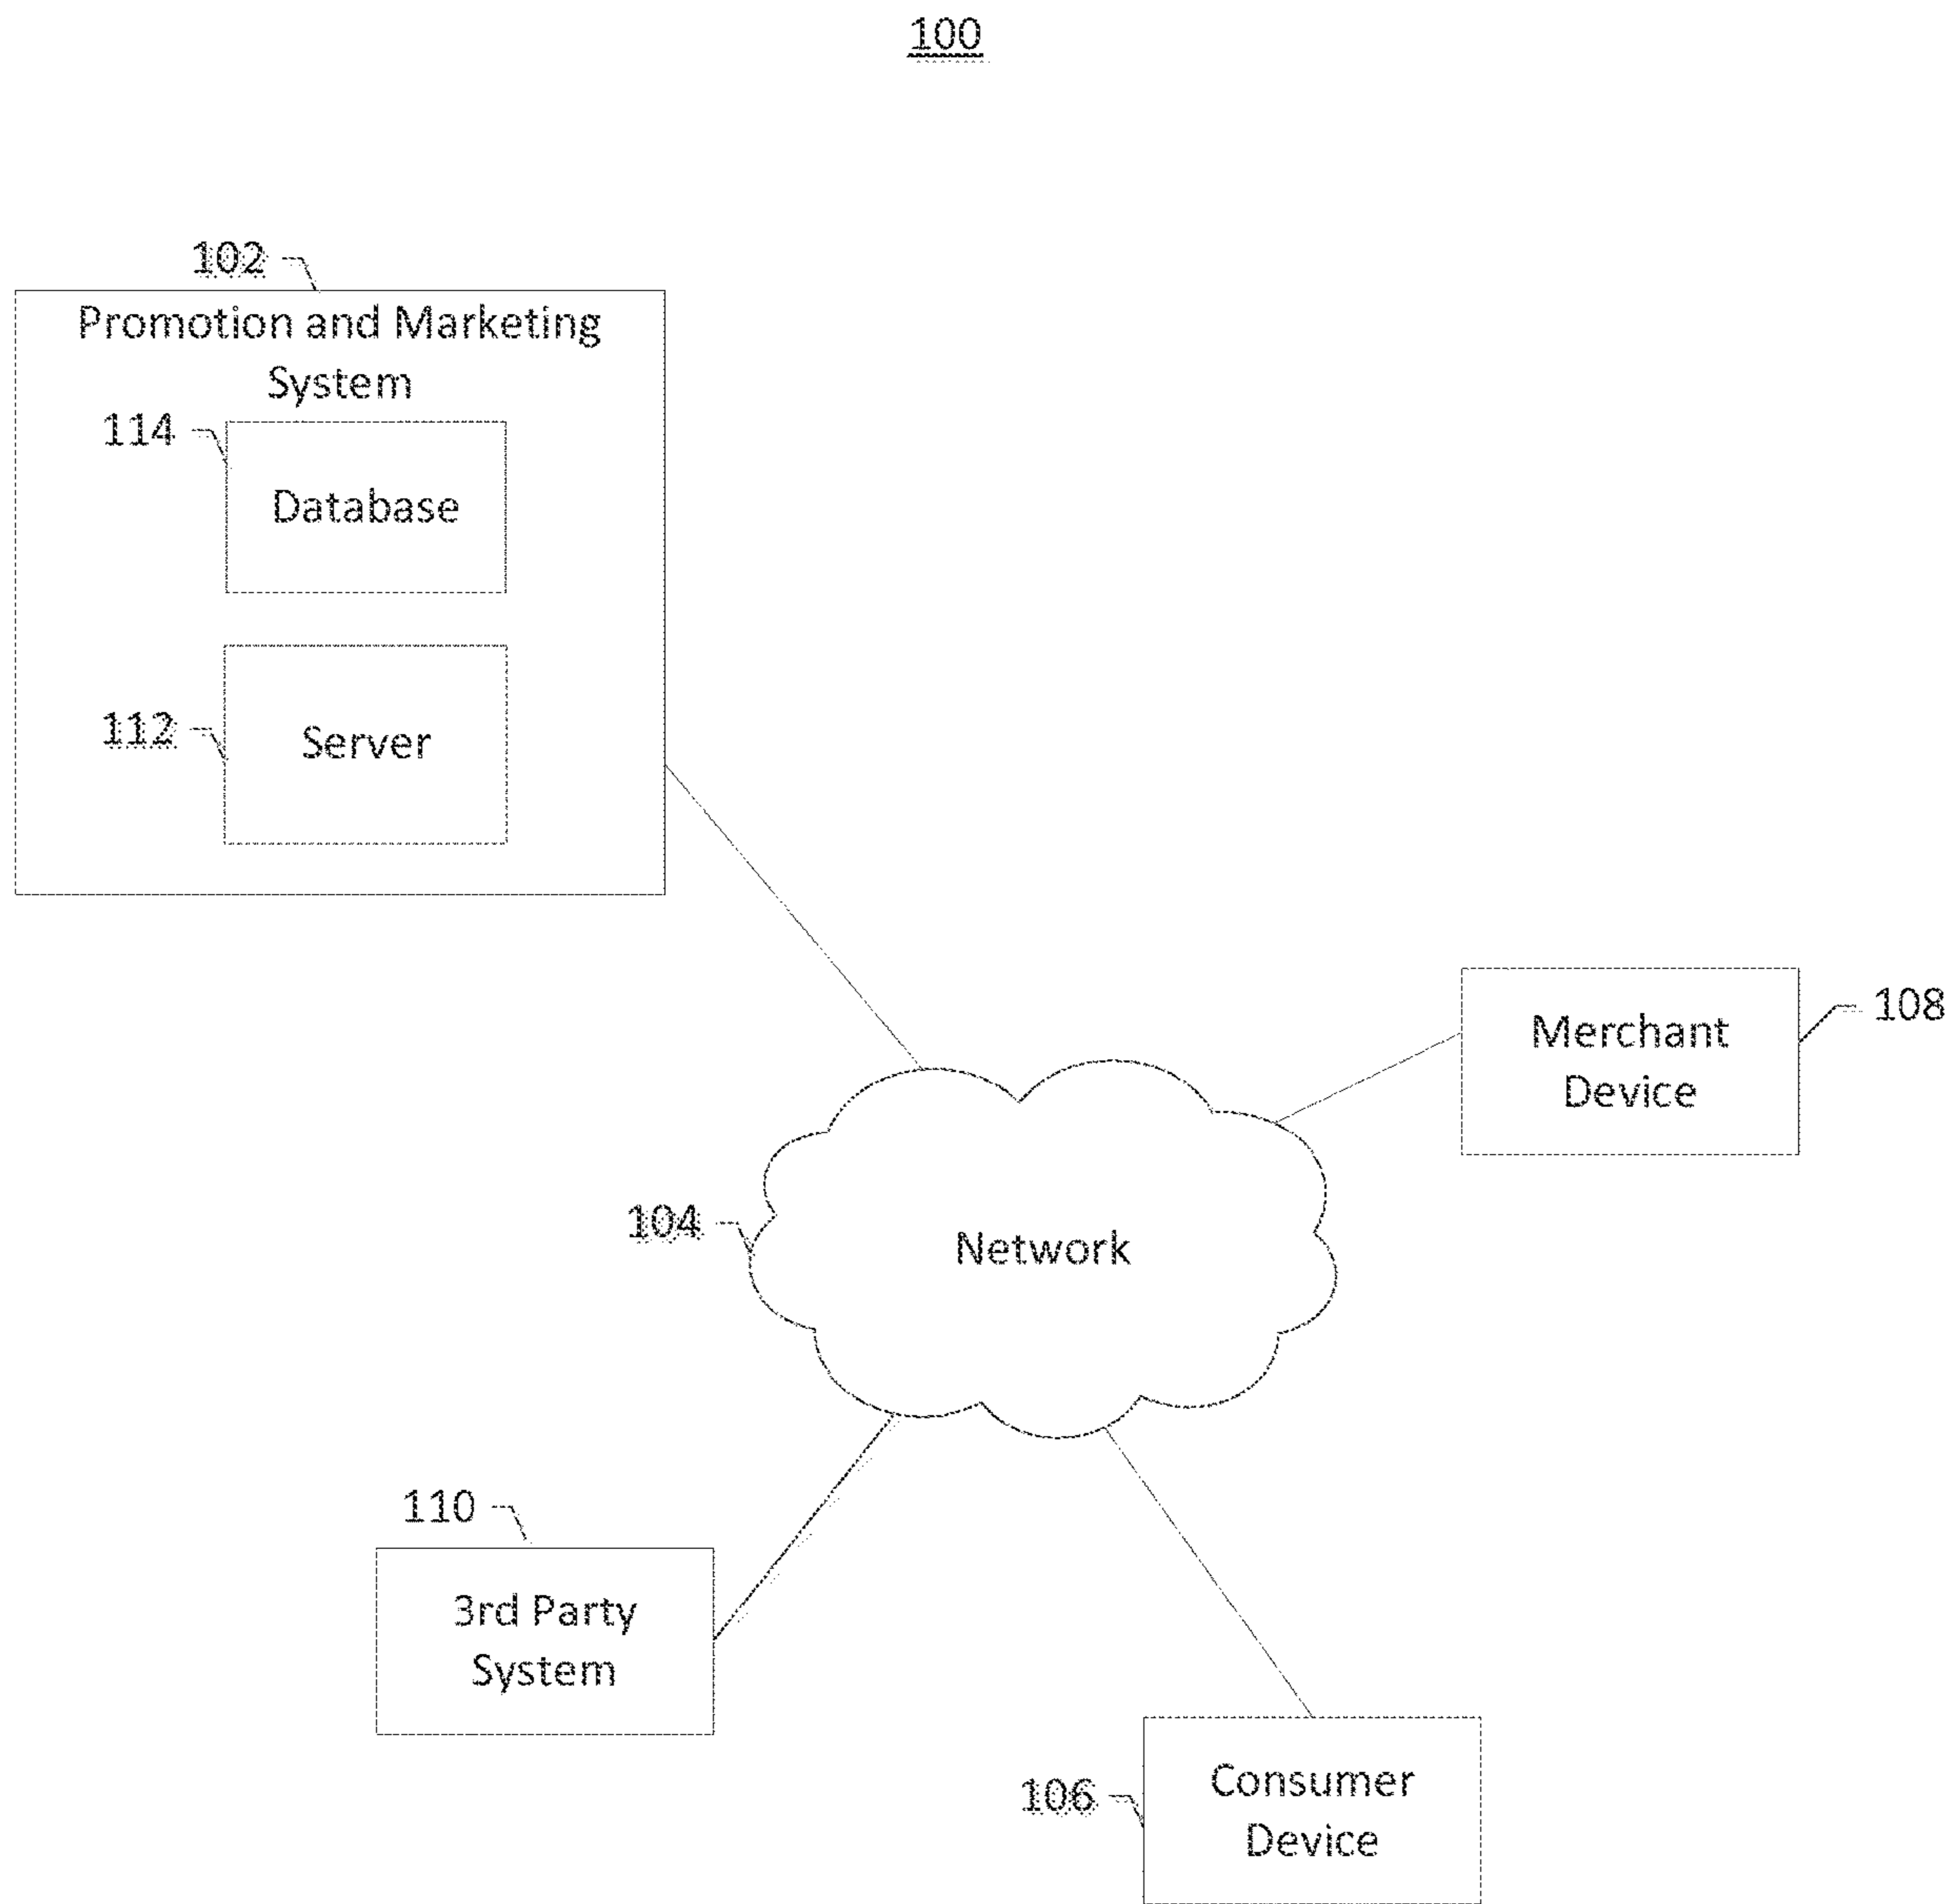 100
102
Promotion and Marketing
System
114
Database
112
Server
108
Merchant
Device
104
Network
110
3rd Party
System
106
Consumer
Device